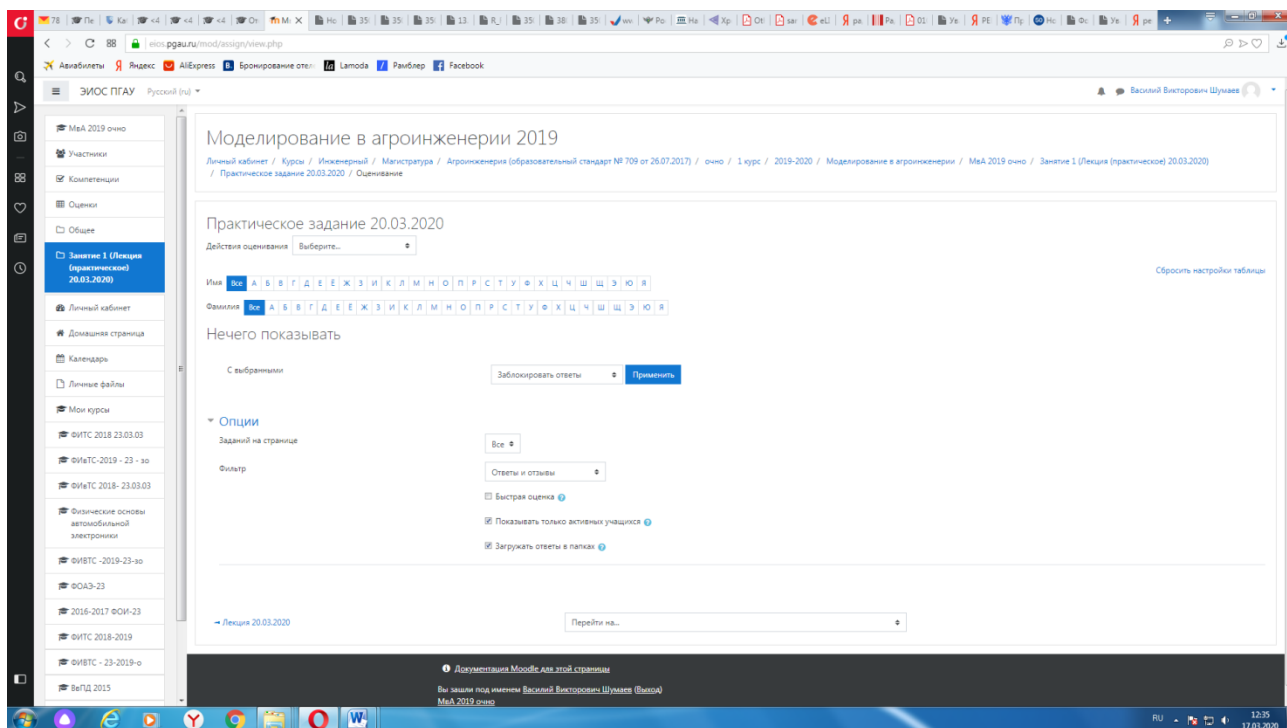 eios.pgau.ru/mod/assign/view.php
Авиабилеты Яндекс AliExpress Бронирование отел Lamoda Рамблер Facebook
ЭИОС ПГАУ Русский (ru)
Василий Викторович Шумаев
МвА 2019 очно
Участники
Компетенции
Оценки
Общее
Занятие 1 (Лекция
(практическое)
20.03.2020)
Личный кабинет
Домашняя страница
Календарь
Личные файлы
Мои курсы
ФИТС 2018 23.03.03
ФИвТС-2019 - 23 - зо
ФИвТС 2018- 23.03.03
Физические основы
автомобильной
электроники
ФИВТС -2019-23-зо
ФОАЭ-23
2016-2017 ФОИ-23
ФИТС 2018-2019
ФИВТС - 23-2019-о
ВеПД 2015
Моделирование в агроинженерии 2019
Личный кабинет / Курсы / Инженерный / Магистратура / Агроинженерия (образовательный стандарт № 709 от 26.07.2017) / очно / 1 курс / 2019-2020 / Моделирование в агроинженерии / МвА 2019 очно / Занятие 1 (Лекция (практическое) 20.03.2020)
/ Практическое задание 20.03.2020 / Оценивание
Практическое задание 20.03.2020
Действия оценивания Выберите...
Сбросить настройки таблицы
Имя Все А Б В Г Д Е Ё Ж З И К Л М Н О П Р С Т У Ф Х Ц Ч Ш Щ Э Ю Я
Фамилия Все А Б В Г Д Е Ё Ж З И К Л М Н О П Р С Т У Ф Х Ц Ч Ш Щ Э Ю Я
Нечего показывать
С выбранными Заблокировать ответы Применить
Опции
Заданий на странице Все
Фильтр Ответы и отзывы
Быстрая оценка
Показывать только активных учащихся
Загружать ответы в папках
Лекция 20.03.2020 Перейти на...
Документация Moodle для этой страницы
Вы зашли под именем Василий Викторович Шумаев (Выход)
МвА 2019 очно
RU 12:35
17.03.2020